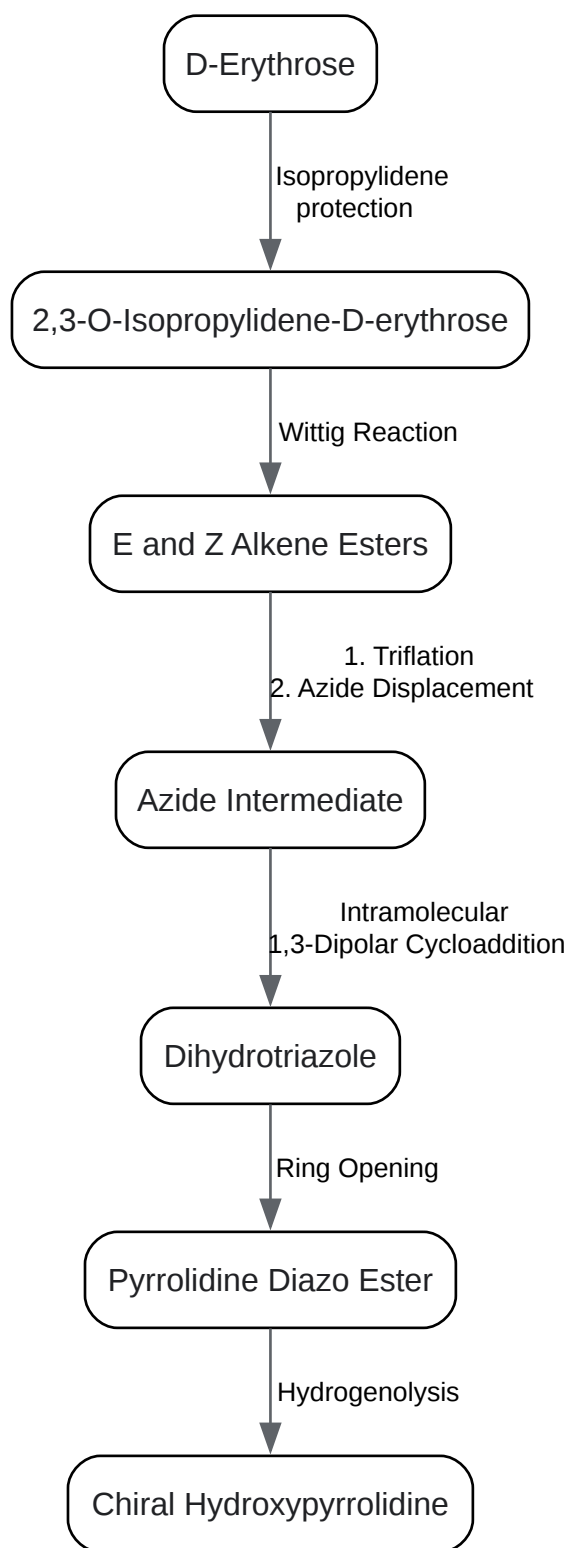 D-Erythrose
Isopropylidene
protection
2,3-O-Isopropylidene-D-erythrose
Wittig Reaction
E and Z Alkene Esters
1. Triflation
2. Azide Displacement
Azide Intermediate
Intramolecular
1,3-Dipolar Cycloaddition
Dihydrotriazole
Ring Opening
Pyrrolidine Diazo Ester
Hydrogenolysis
Chiral Hydroxypyrrolidine